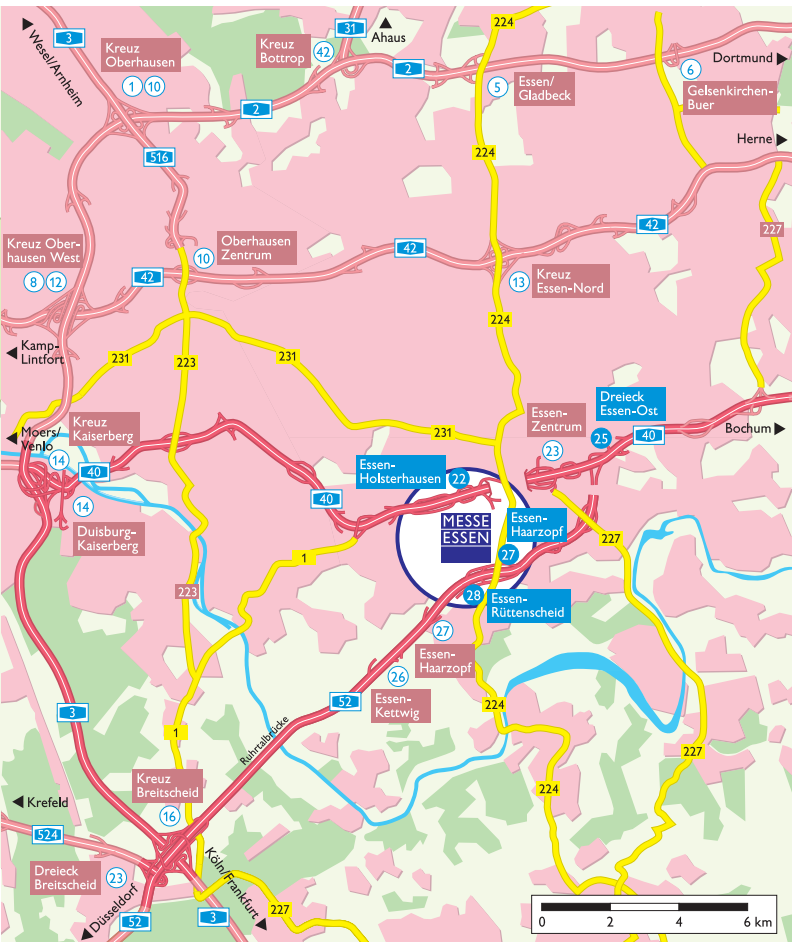 224
31
Ahaus
3
Wesel/Arnheim
Kreuz
Oberhausen
1
10
Kreuz
Bottrop
42
2
2
5
Essen/
Gladbeck
6
Dortmund
Gelsenkirchen-
Buer
516
224
Herne
Kreuz Ober-
hausen West
8
12
Oberhausen
Zentrum
10
42
42
42
227
13
Kreuz
Essen-Nord
224
Kamp-
Lintfort
231
223
231
Moers/
Venlo
Kreuz
Kaiserberg
14
40
14
Duisburg-
Kaiserberg
231
Essen-
Zentrum
23
Dreieck
Essen-Ost
25
40
Bochum
Essen-
Holsterhausen
22
40
MESSE
ESSEN
Essen-
Haarzopf
27
227
1
28
Essen-
Rüttenscheid
223
27
Essen-
Haarzopf
26
Essen-
Kettwig
52
224
3
1
Ruhrtalbrücke
227
Kreuz
Breitscheid
16
224
Krefeld
524
Dreieck
Breitscheid
23
Düsseldorf
52
Köln/Frankfurt
3
227
0
2
4
6 km